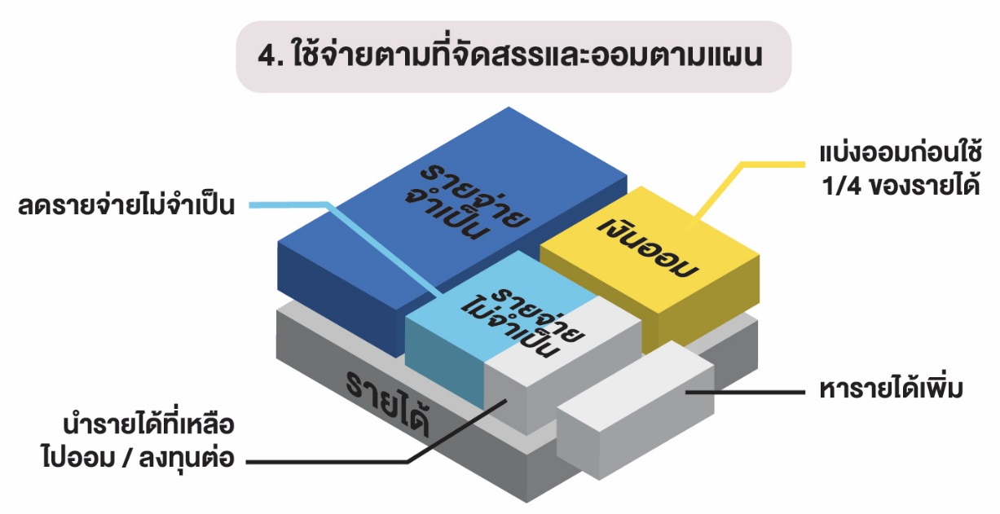 4. ใช้จ่ายตามที่จัดสรรและออมตามแผน
แบ่งออมก่อนใช้
1/4 ของรายได้
ลดรายจ่ายไม่จำเป็น
รายจ่าย
จำเป็น
เงินออม
รายจ่าย
ไม่จำเป็น
รายได้
หารายได้เพิ่ม
นำรายได้ที่เหลือ
ไปออม / ลงทุนต่อ